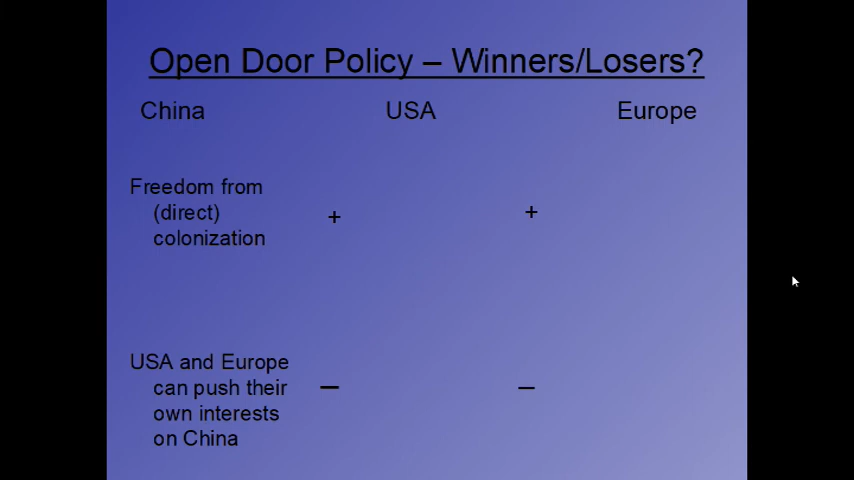 Open Door Policy – Winners/Losers?
China USA Europe
Freedom from
(direct) + +
colonization
USA and Europe
can push their – –
own interests
on China